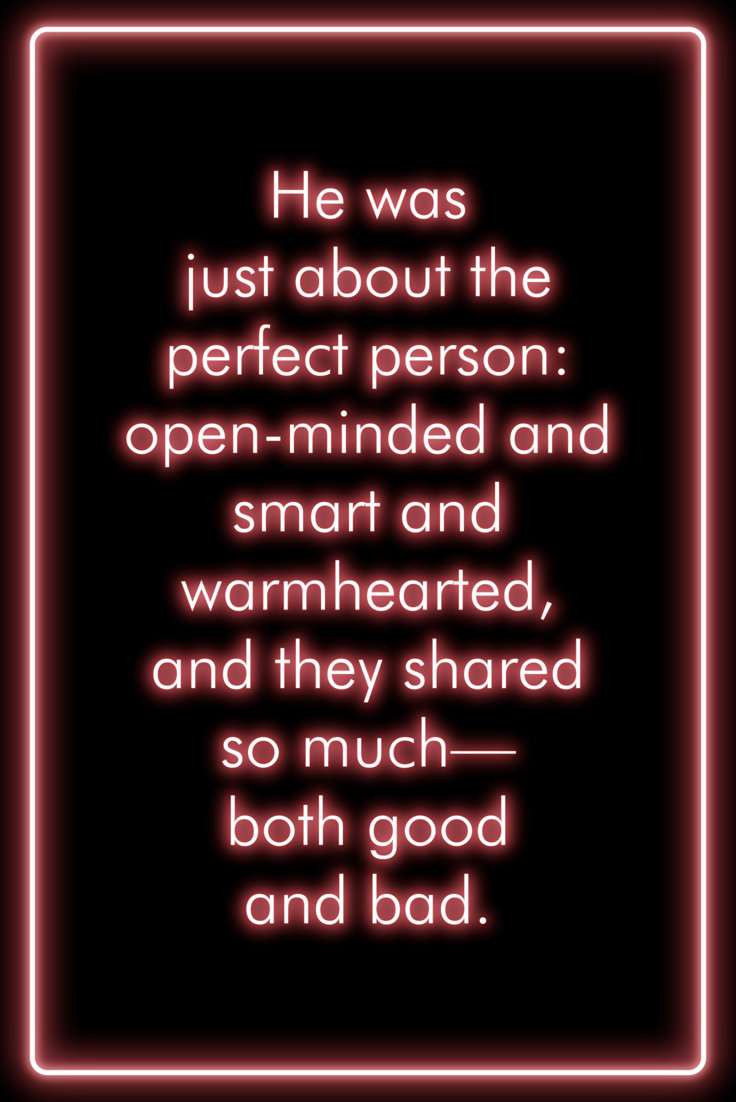 He was
just about the
perfect person:
open-minded and
smart and
warmhearted,
and they shared
so much—
both good
and bad.